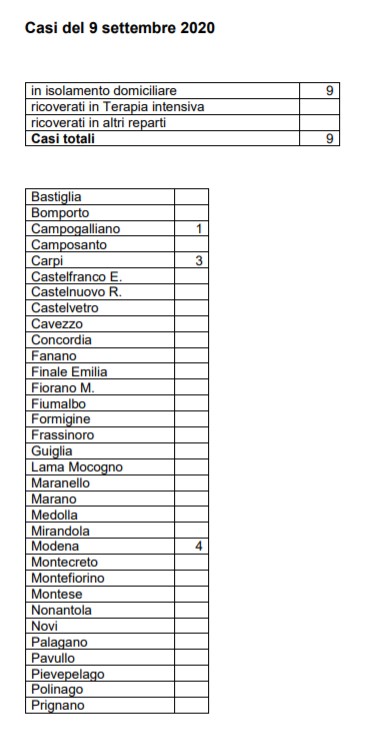 Casi del 9 settembre 2020
in isolamento domiciliare 9
ricoverati in Terapia intensiva
ricoverati in altri reparti
Casi totali 9
Bastiglia
Bomporto
Campogalliano 1
Camposanto
Carpi 3
Castelfranco E.
Castelnuovo R.
Castelvetro
Cavezzo
Concordia
Fanano
Finale Emilia
Fiorano M.
Fiumalbo
Formigine
Frassinoro
Guiglia
Lama Mocogno
Maranello
Marano
Medolla
Mirandola
Modena 4
Montecreto
Montefiorino
Montese
Nonantola
Novi
Palagano
Pavullo
Pievepelago
Polinago
Prignano